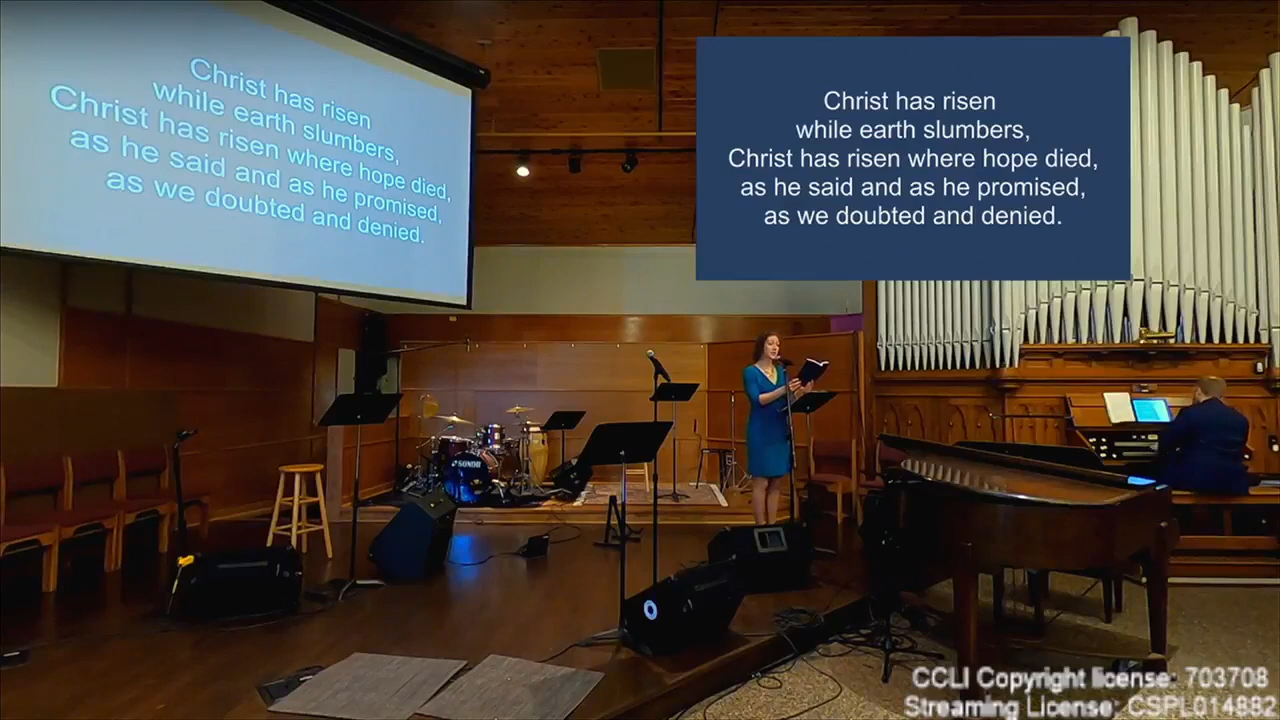 Christ has risen
while earth slumbers,
Christ has risen where hope died,
as he said and as he promised,
as we doubted and denied.
Christ has risen
while earth slumbers,
Christ has risen where hope died,
as he said and as he promised,
as we doubted and denied.
SONOR
CCLI Copyright license: 703708
Streaming License: CSPL014882